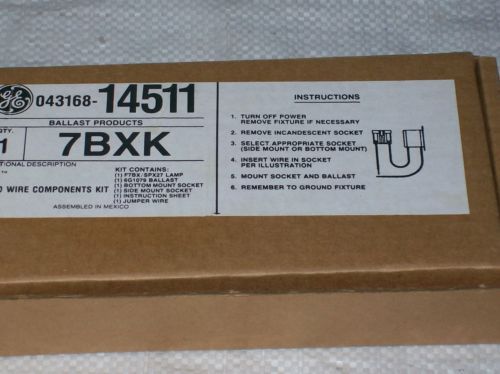 GE 043168-14511
BALLAST PRODUCTS
QTY.
1 7BXK
TIONAL DESCRIPTION
™
KIT CONTAINS:
(1) F7BX/SPX27 LAMP
(1) 6G1079 BALLAST
(1) BOTTOM MOUNT SOCKET
(1) SIDE MOUNT SOCKET
(1) INSTRUCTION SHEET
(1) JUMPER WIRE
WIRE COMPONENTS KIT
ASSEMBLED IN MEXICO
INSTRUCTIONS
1. TURN OFF POWER
REMOVE FIXTURE IF NECESSARY
2. REMOVE INCANDESCENT SOCKET
3. SELECT APPROPRIATE SOCKET
(SIDE MOUNT OR BOTTOM MOUNT)
4. INSERT WIRE IN SOCKET
PER ILLUSTRATION
5. MOUNT SOCKET AND BALLAST
6. REMEMBER TO GROUND FIXTURE